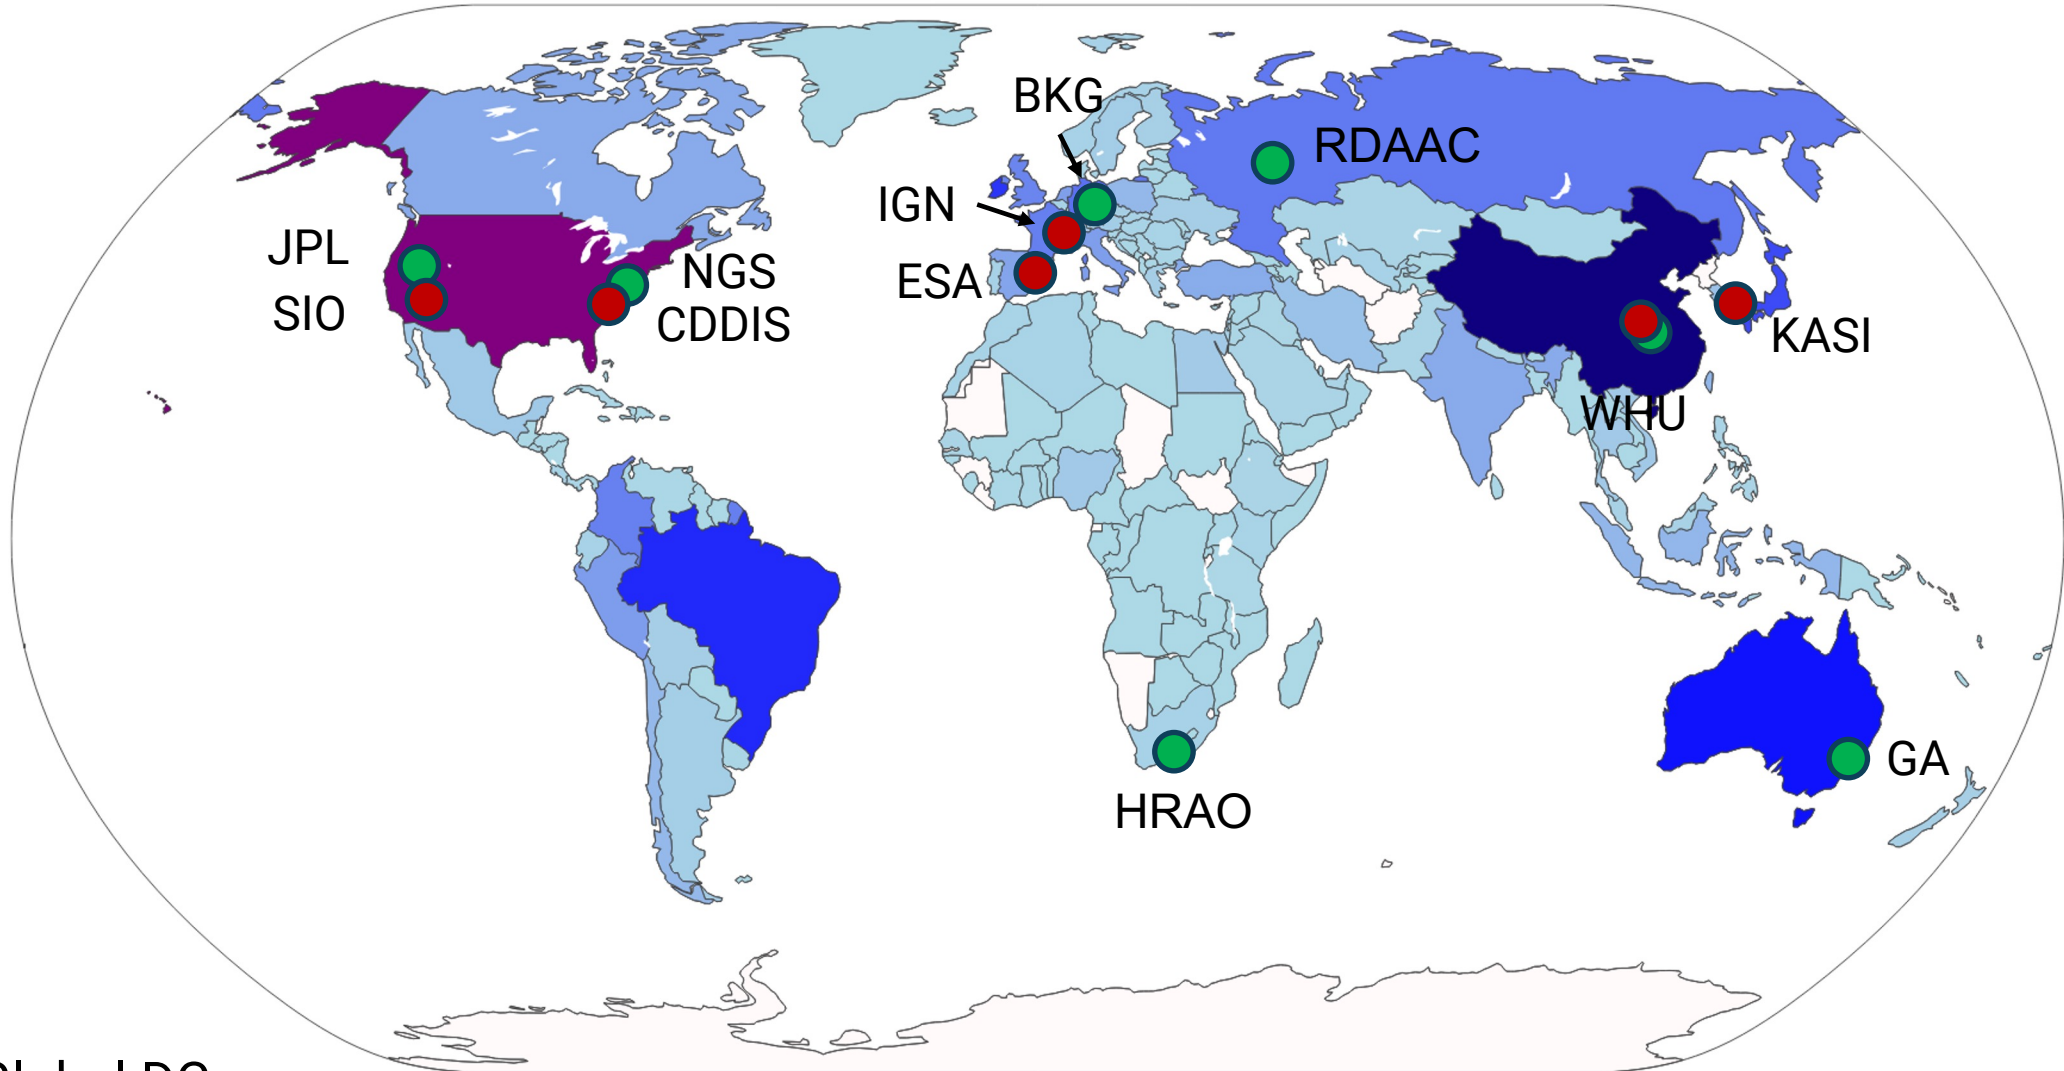 BKG
RDAAC
IGN
JPL
NGS
ESA
SIO
CDDIS
KASI
WHU
GA
HRAO